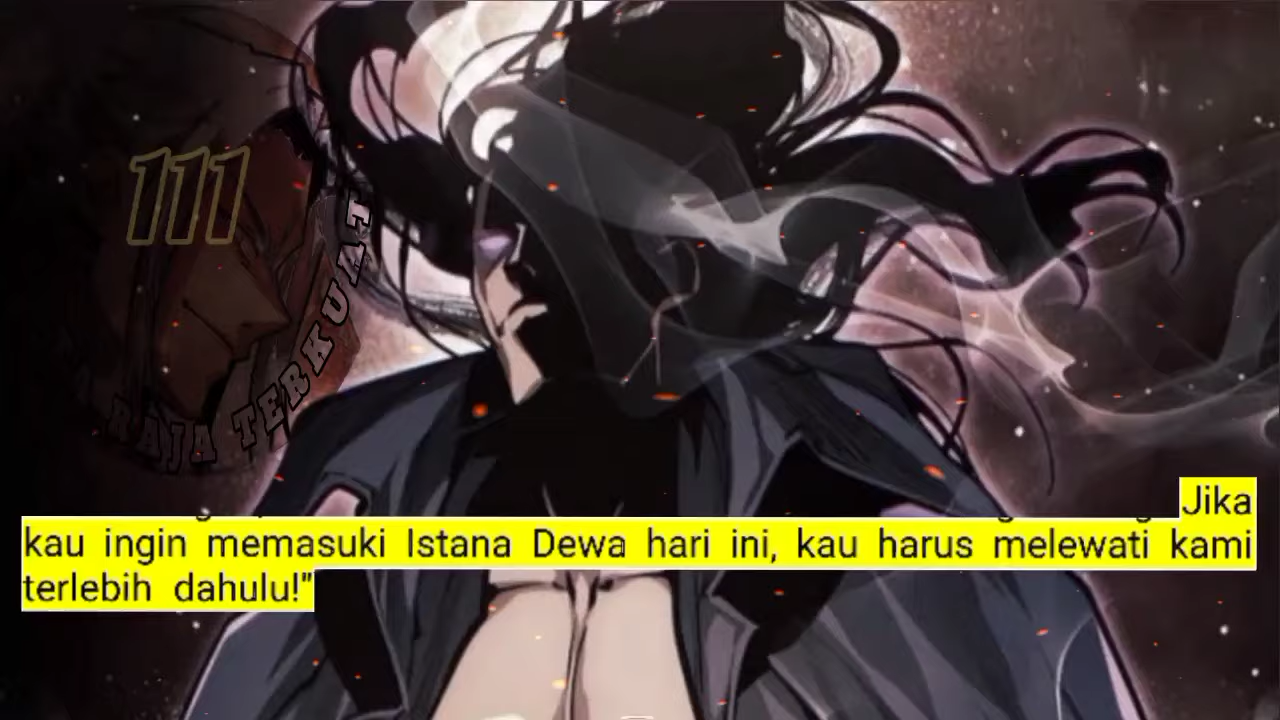 111
RAJA TERKUAT
Jika
kau ingin memasuki Istana Dewa hari ini, kau harus melewati kami
terlebih dahulu!"